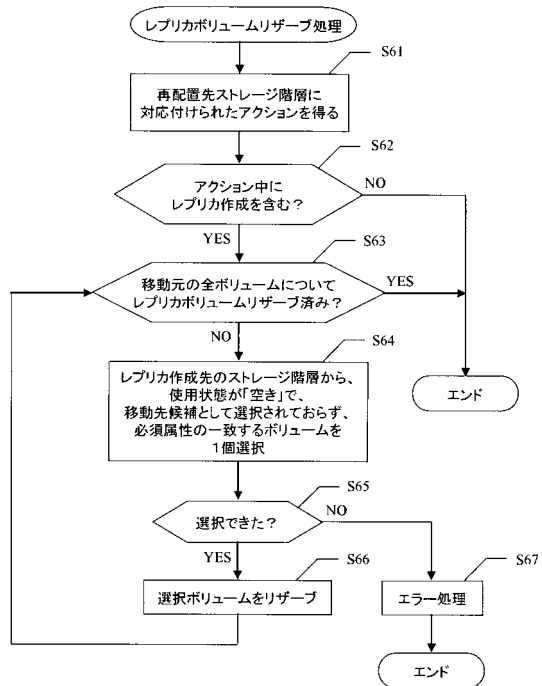 レプリカボリュームリザーブ処理
S61
再配置先ストレージ階層に
対応付けられたアクションを得る
S62
アクション中に
レプリカ作成を含む?
NO
YES
S63
移動元の全ボリュームについて
レプリカボリュームリザーブ済み?
YES
NO
S64
レプリカ作成先のストレージ階層から、
使用状態が「空き」で、
移動先候補として選択されておらず、
必須属性の一致するボリュームを
1個選択
エンド
S65
選択できた?
NO
YES
S66
選択ボリュームをリザーブ
S67
エラー処理
エンド